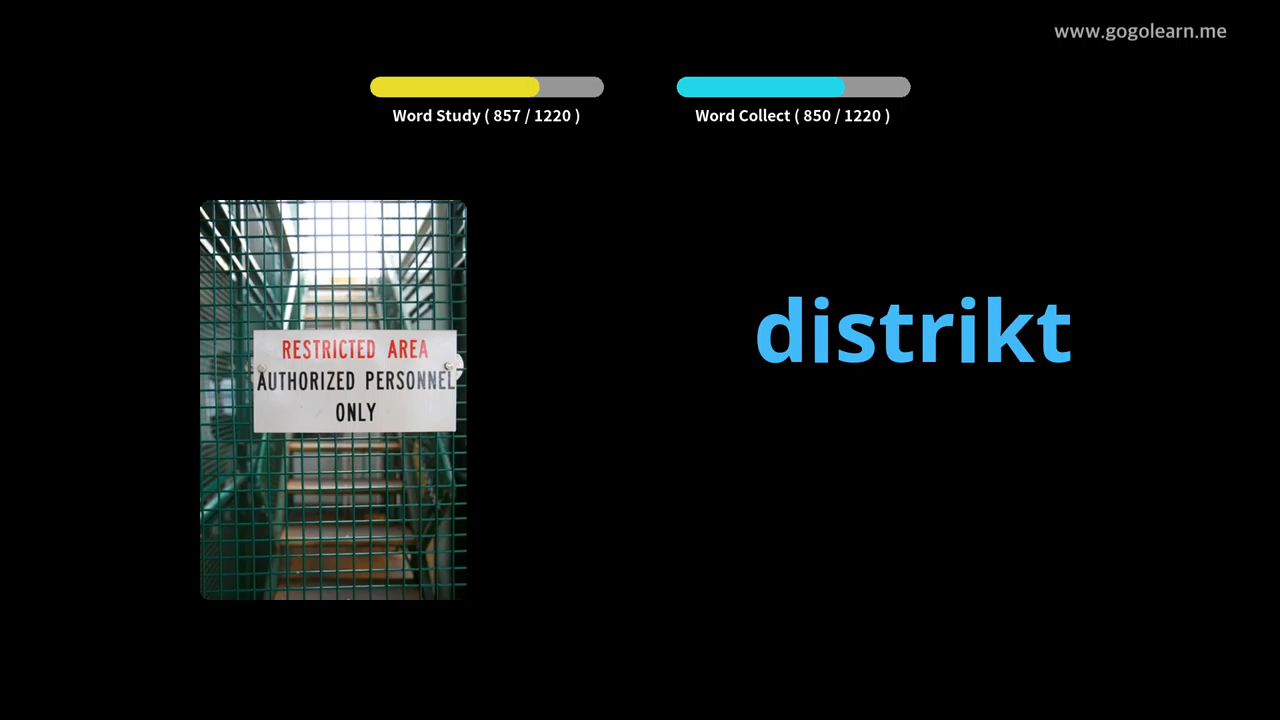 www.gogolearn.me
Word Study ( 857 / 1220 )
Word Collect ( 850 / 1220 )
RESTRICTED AREA
AUTHORIZED PERSONNEL
ONLY
distrikt